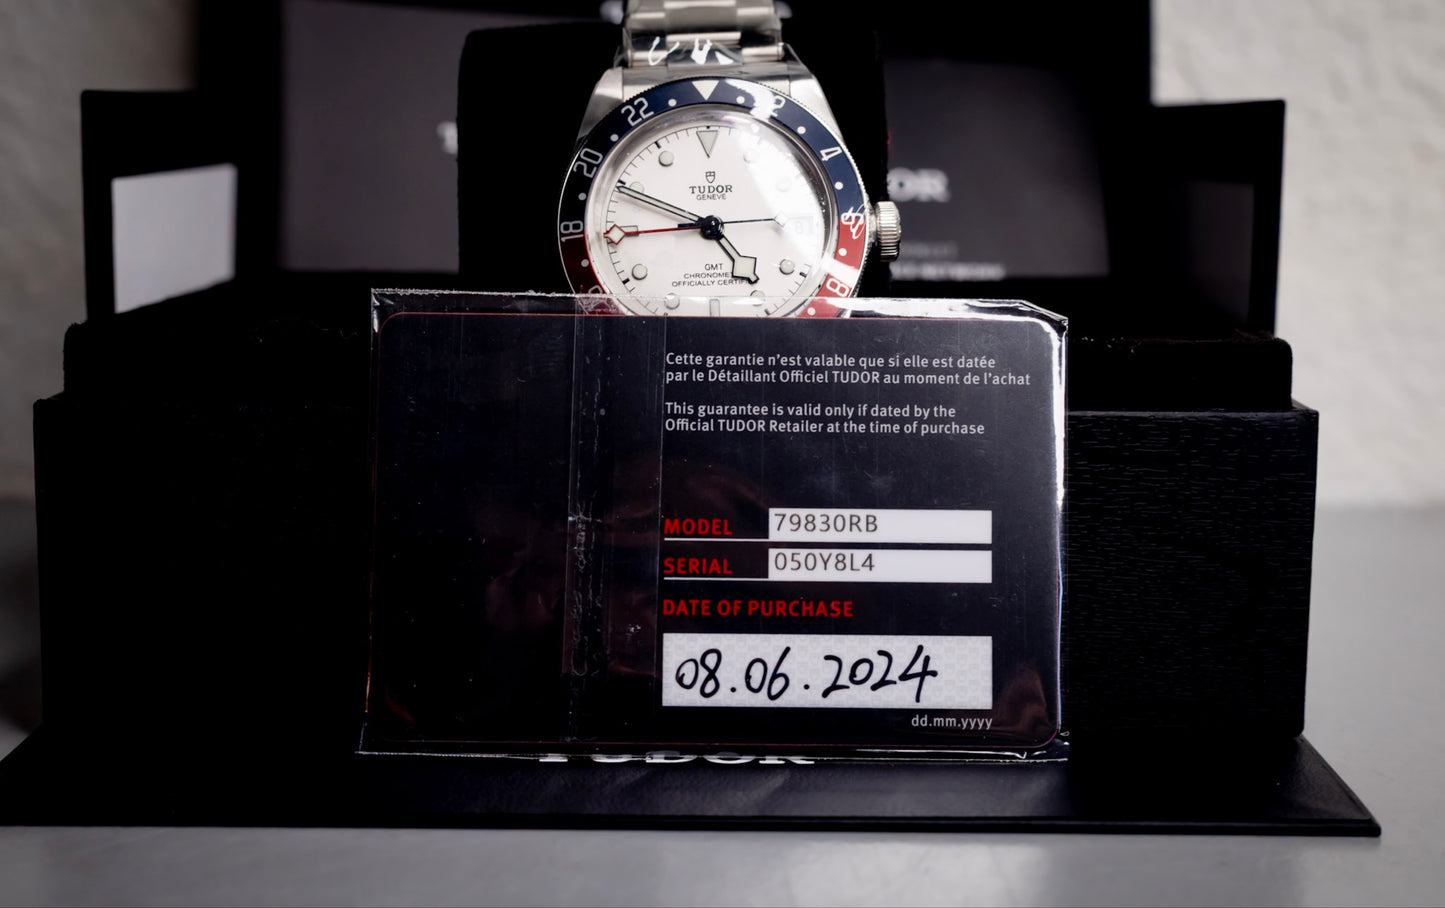 22
2
20
4
18
6
8
TUDOR
GENEVE
GMT
OFFICIALLY
Cette garantie n'est valable que si elle est datée
par le Détaillant Officiel TUDOR au moment de l'achat
This guarantee is valid only if dated by the
Official TUDOR Retailer at the time of purchase
MODEL 79830RB
SERIAL 050Y8L4
DATE OF PURCHASE
08.06.2024
dd.mm.yyyy
TUDOR